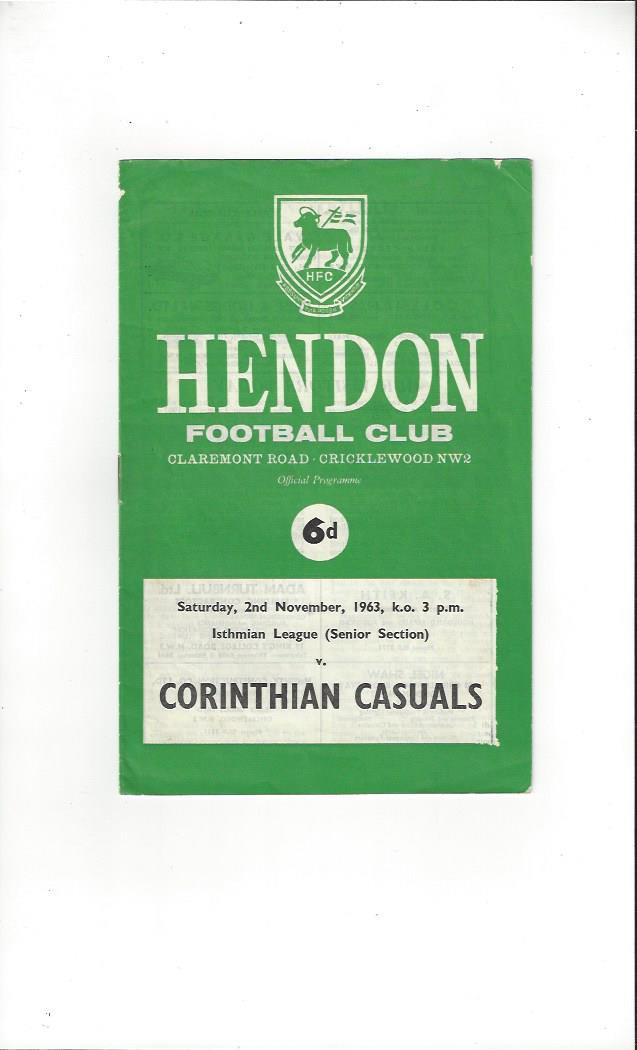 HFC
HENDON
FOOTBALL CLUB
CLAREMONT ROAD · CRICKLEWOOD NW2
Official Programme
6d
Saturday, 2nd November, 1963, k.o. 3 p.m.
Isthmian League (Senior Section)
v.
CORINTHIAN CASUALS